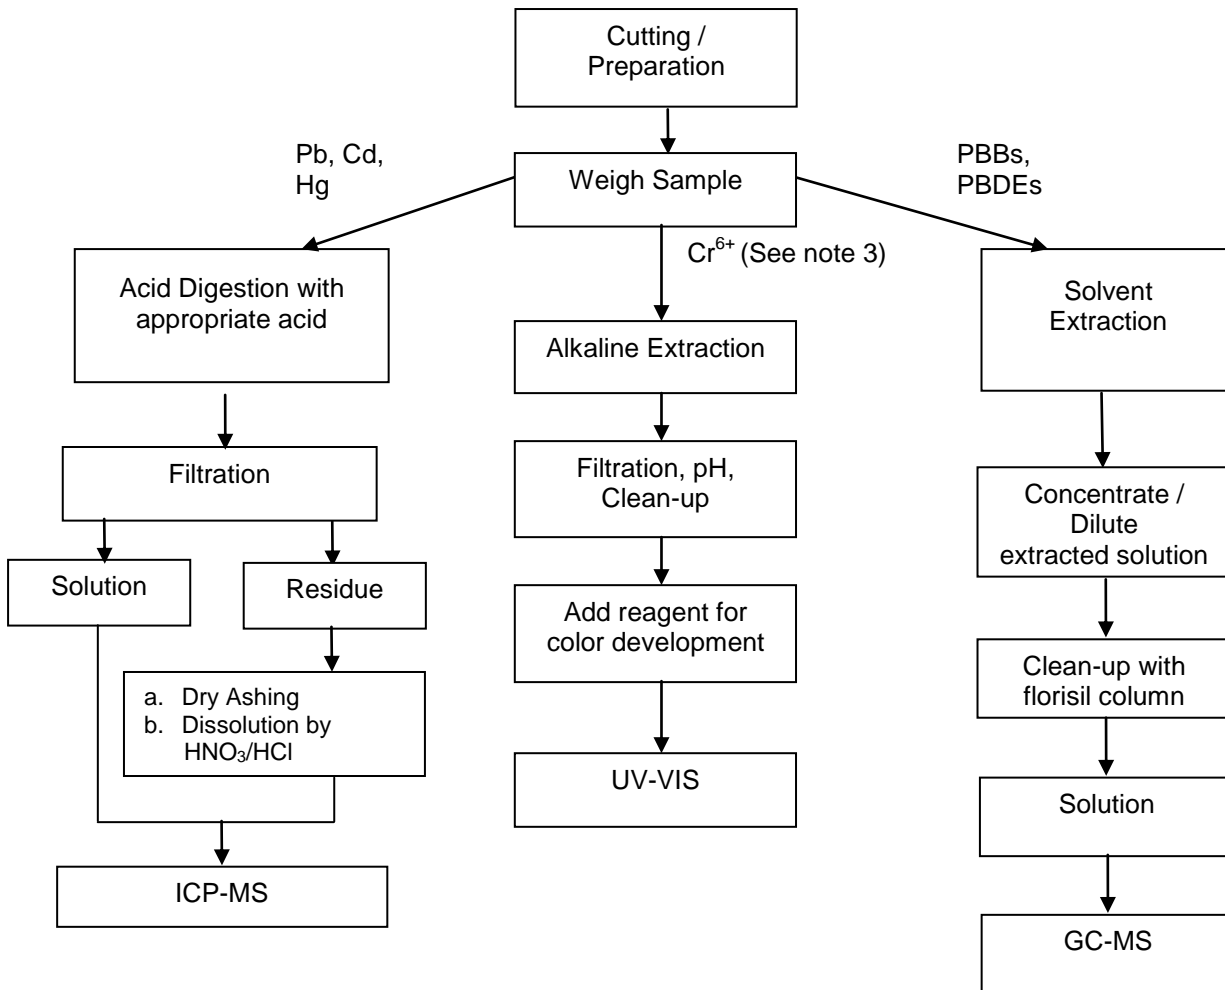 Cutting /
Preparation
Pb, Cd,
Hg
Weigh Sample
PBBs,
PBDEs
Cr⁶⁺ (See note 3)
Acid Digestion with
appropriate acid
Solvent
Extraction
Alkaline Extraction
Filtration
Filtration, pH,
Clean-up
Concentrate /
Dilute
extracted solution
Solution
Residue
Add reagent for
color development
a. Dry Ashing
b. Dissolution by
HNO₃/HCl
Clean-up with
florisil column
UV-VIS
Solution
ICP-MS
GC-MS